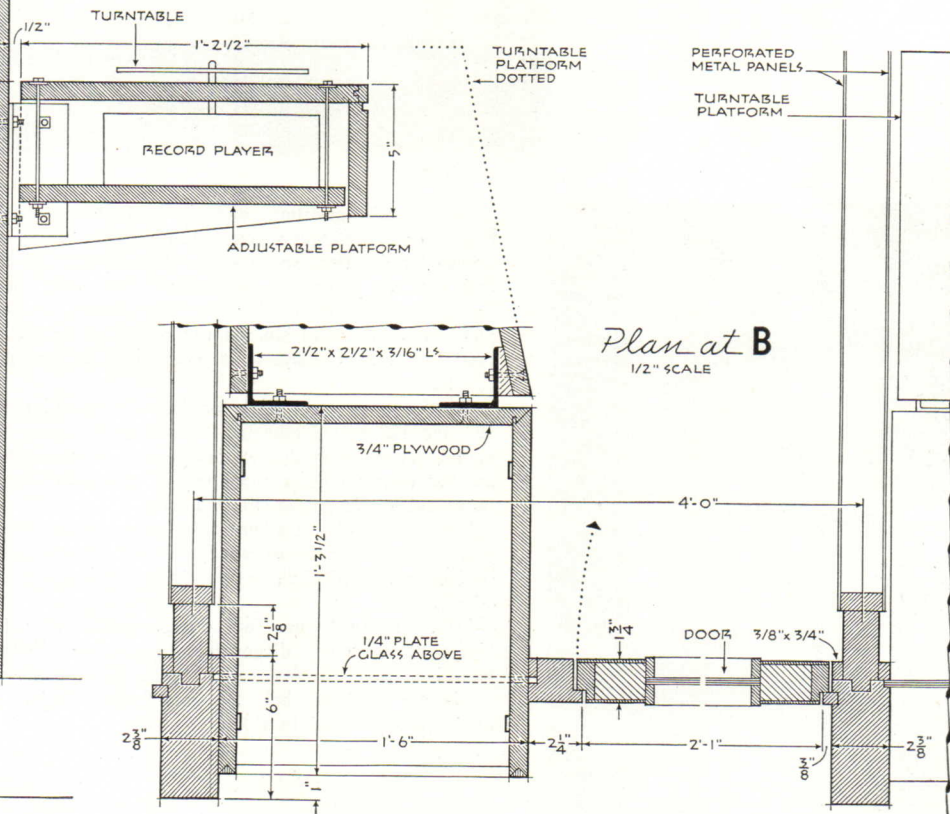 TURNTABLE
1/2"
1'-2 1/2"
TURNTABLE
PLATFORM
DOTTED
PERFORATED
METAL PANELS
TURNTABLE
PLATFORM
RECORD PLAYER
5"
ADJUSTABLE PLATFORM
2 1/2" x 2 1/2" x 3/16" Ls
Plan at B
1/2" SCALE
3/4" PLYWOOD
4'-0"
1'-3 1/2"
2 1/8"
1/4" PLATE
GLASS ABOVE
1 3/4"
DOOR
3/8" x 3/4"
6"
2 3/8"
1'-6"
2 1/4"
2'-1"
3/8"
2 3/8"
1"